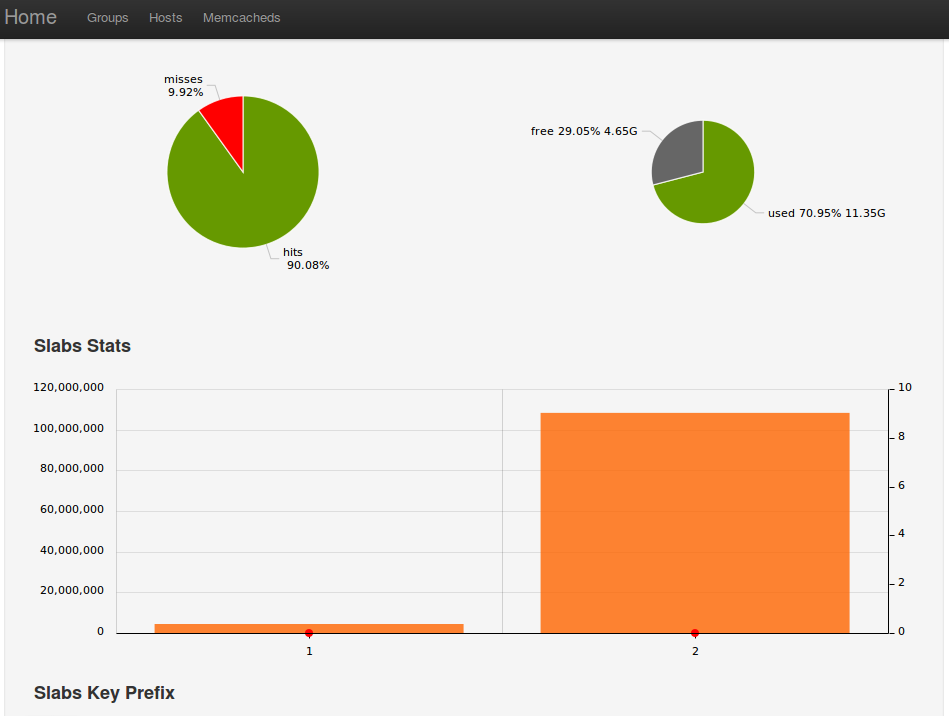 Home Groups Hosts Memcacheds
misses
9.92%
hits
90.08%
free 29.05% 4.65G
used 70.95% 11.35G
Slabs Stats
120,000,000
100,000,000
80,000,000
60,000,000
40,000,000
20,000,000
0
10
8
6
4
2
0
1
2
Slabs Key Prefix